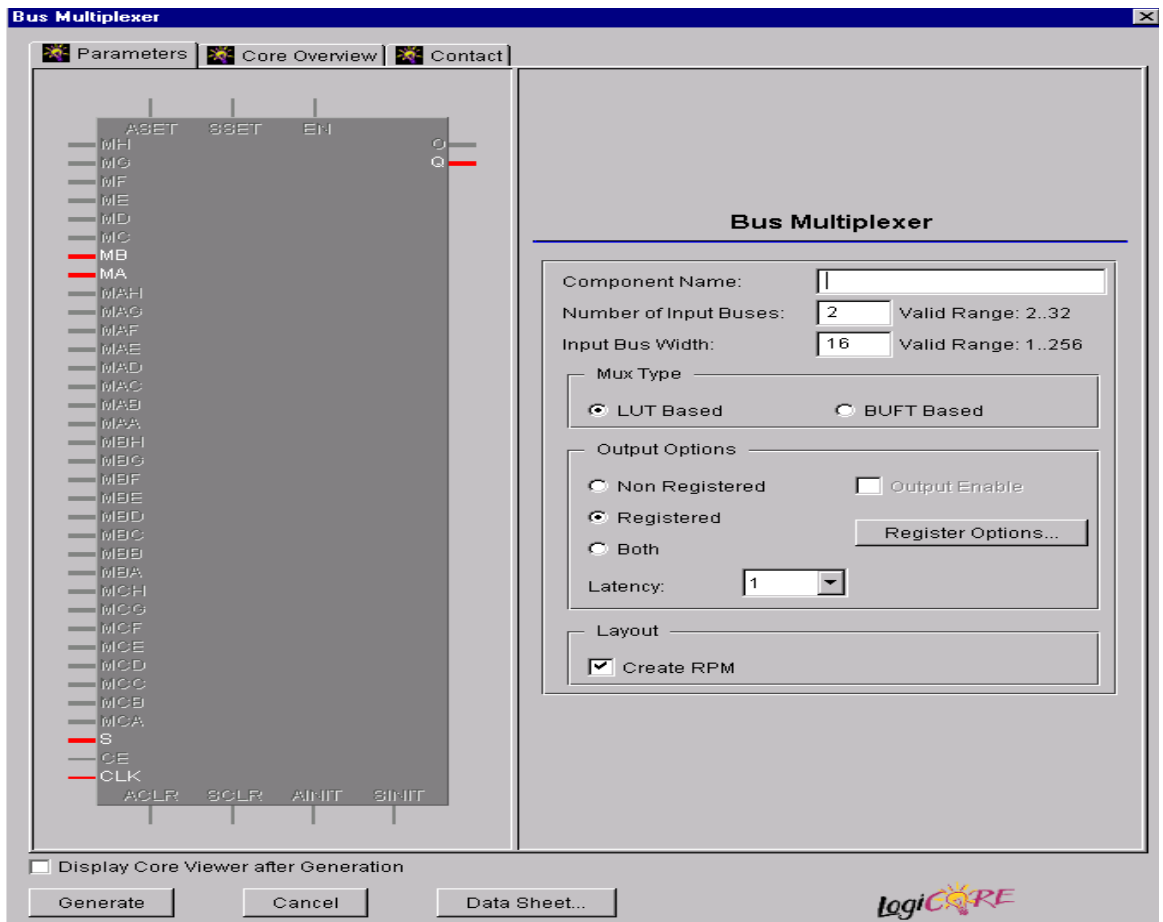 Bus Multiplexer
Parameters
Core Overview
Contact
ASET SSET EN
MH
O
MG
Q
MF
ME
MD
MC
MB
MA
MAH
MAG
MAF
MAE
MAD
MAC
MAB
MAA
MBH
MBG
MBF
MBE
MBD
MBC
MBB
MBA
MCH
MCG
MCF
MCE
MCD
MCC
MCB
MCA
S
CE
CLK
ACLR SCLR AINIT SINIT
Bus Multiplexer
Component Name:
Number of Input Buses: 2 Valid Range: 2..32
Input Bus Width: 16 Valid Range: 1..256
Mux Type
LUT Based BUFT Based
Output Options
Non Registered Output Enable
Registered
Register Options...
Both
Latency: 1
Layout
Create RPM
Display Core Viewer after Generation
Generate Cancel Data Sheet...
LogiCORE